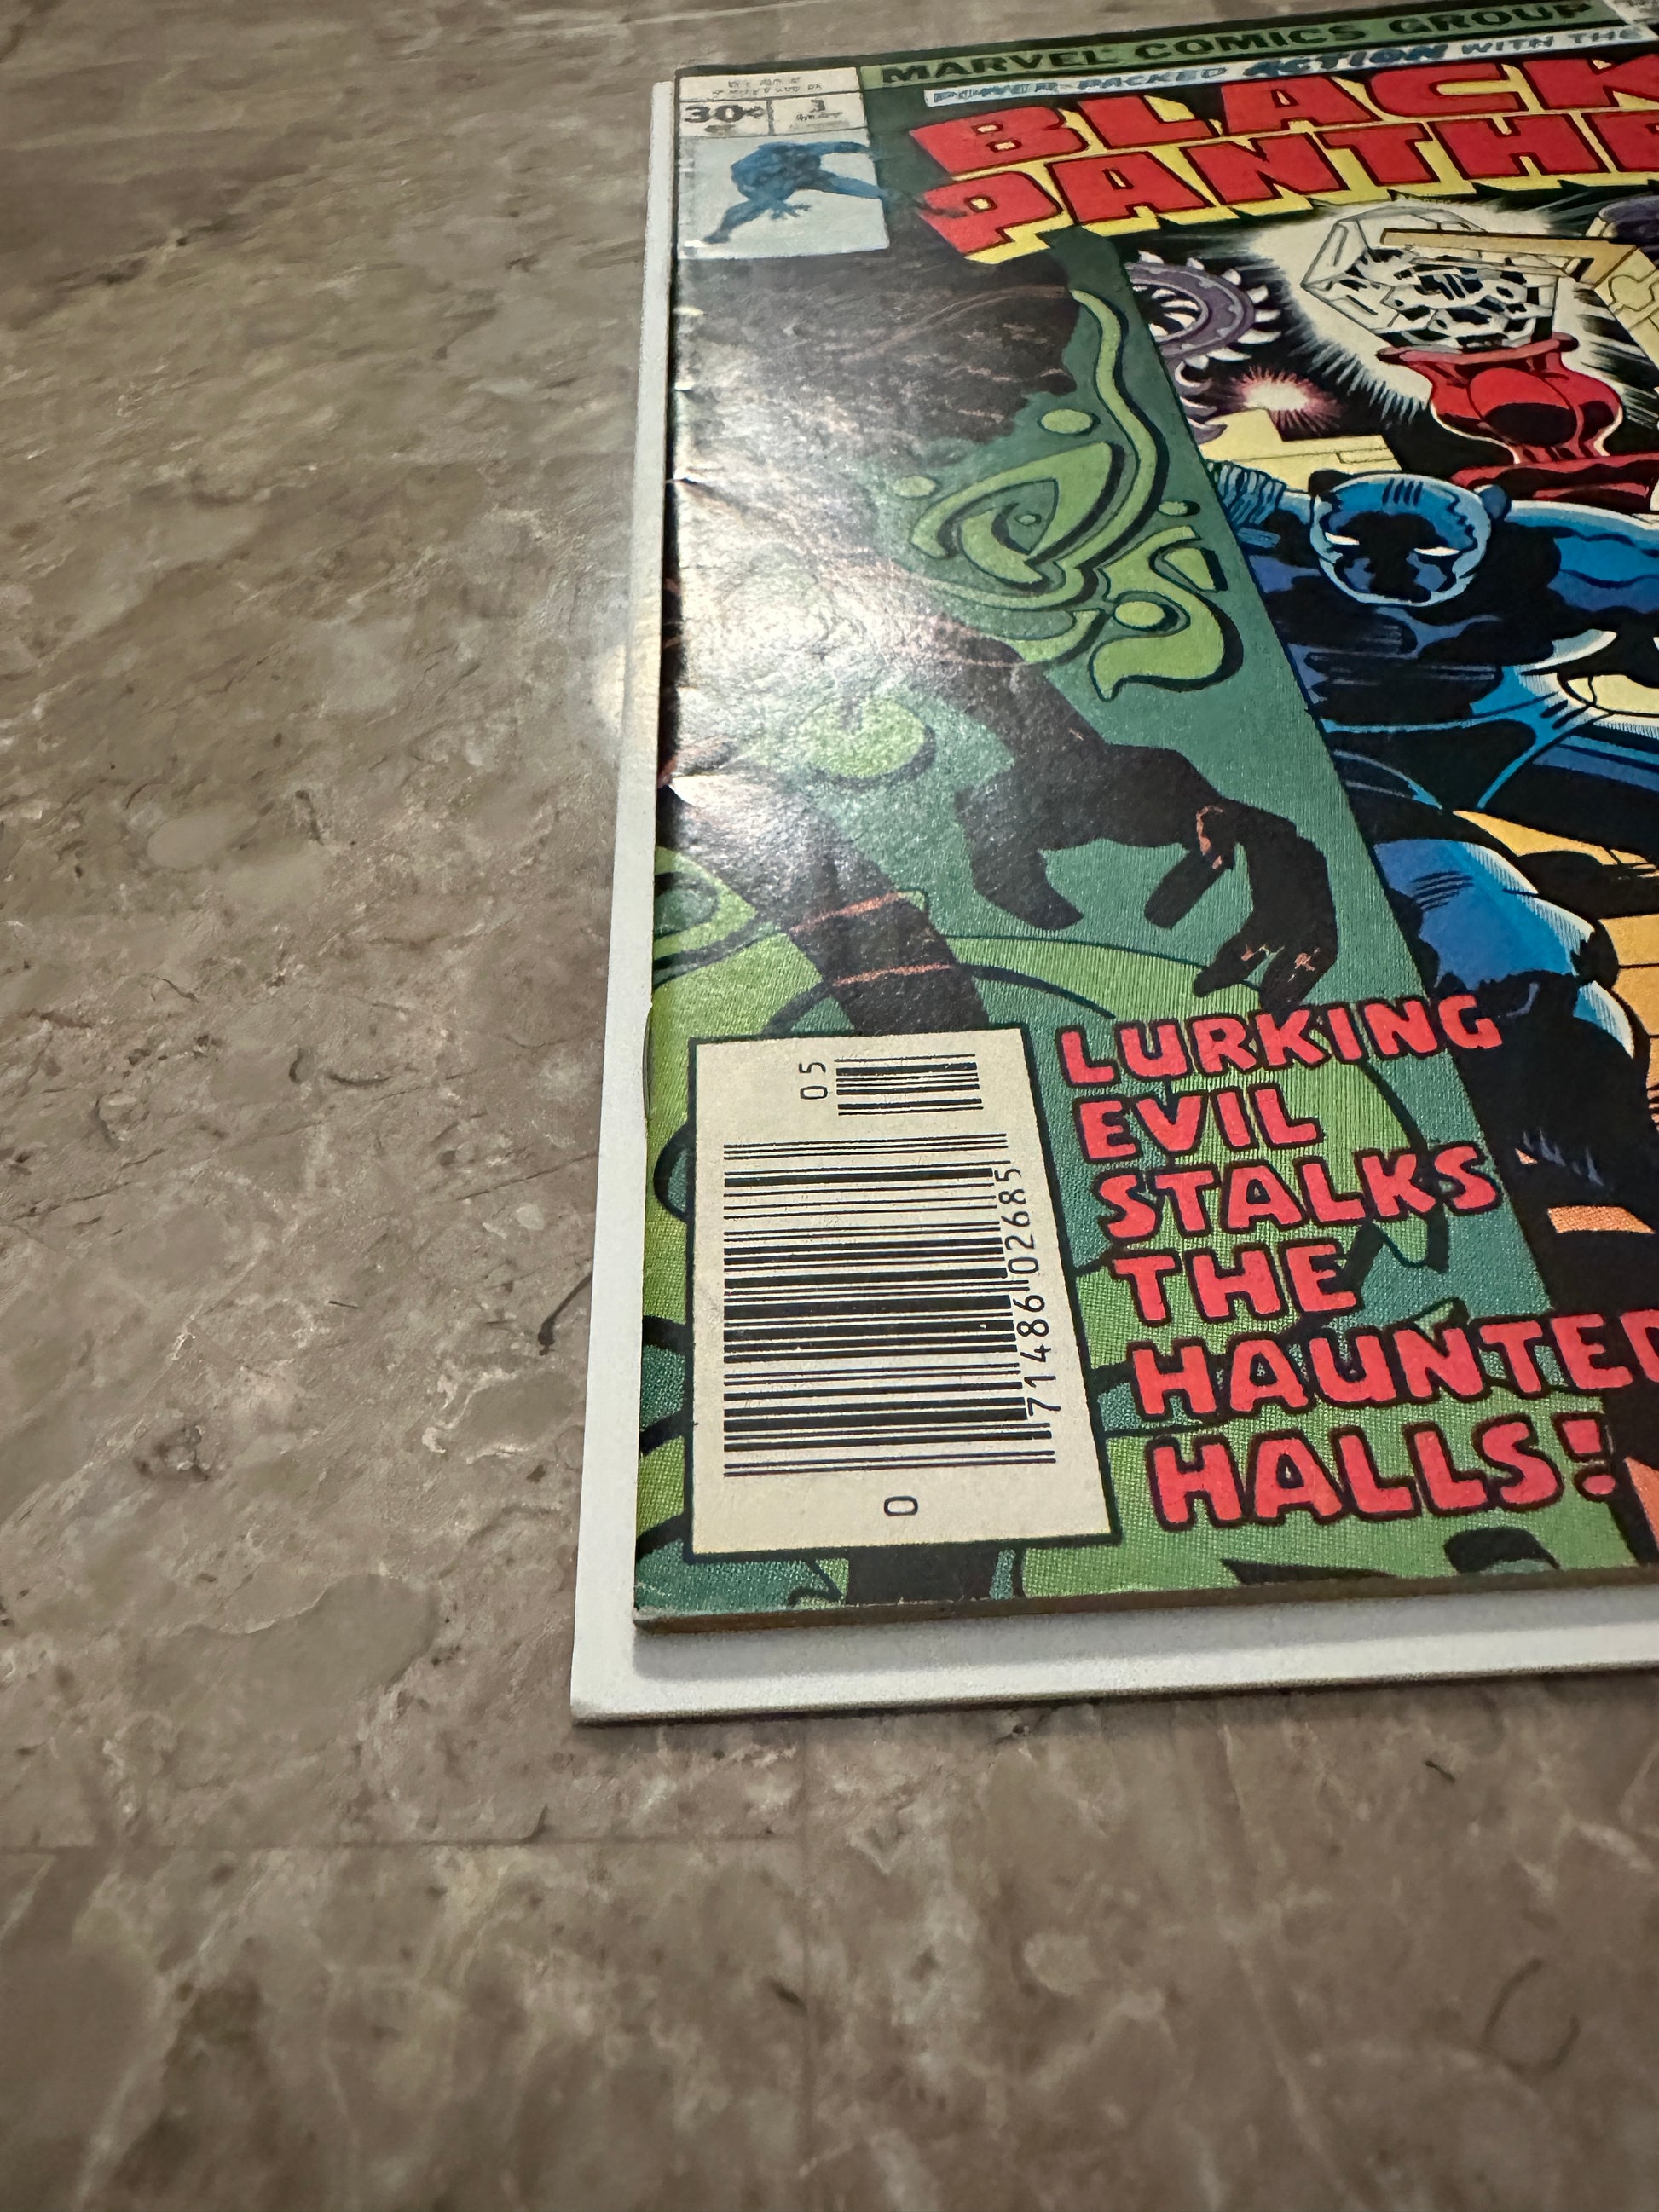 MARVEL COMICS GROUP
POWER-PACKED ACTION WITH THE
30¢
3
BLACK
PANTHE
LURKING
EVIL
STALKS
THE
HAUNTED
HALLS!
05
71486 02685
0